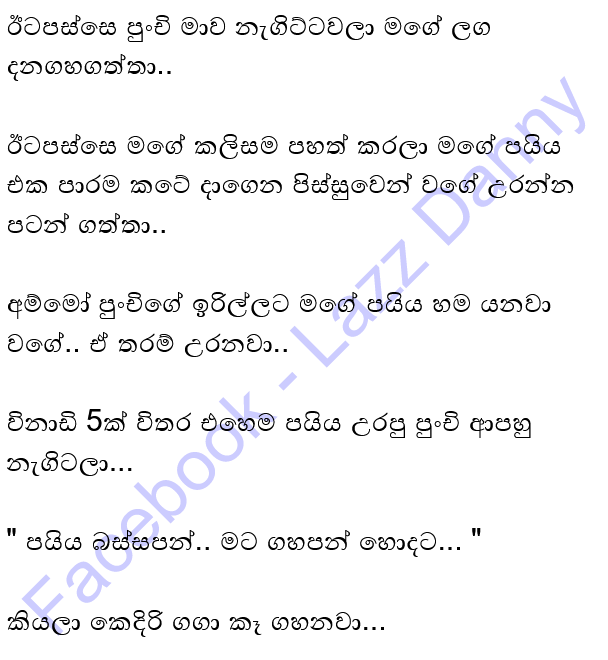 ඊටපස්සෙ පුංචි මාව නැගිට්ටවලා මගේ ලග
දනගහගත්තා..
ඊටපස්සෙ මගේ කලිසම පහත් කරලා මගේ පයිය
එක පාරම කටේ දාගෙන පිස්සුවෙන් වගේ උරන්න
පටන් ගත්තා..
අම්මෝ පුංචිගේ ඉරිල්ලට මගේ පයිය හම යනවා
වගේ.. ඒ තරම් උරනවා..
විනාඩි 5ක් විතර එහෙම පයිය උරපු පුංචි ආපහු
නැගිටලා...
" පයිය බස්සපන්.. මට ගහපන් හොදට... "
කියලා කෙදිරි ගගා කෑ ගහනවා...
Facebook - Lazz Danny